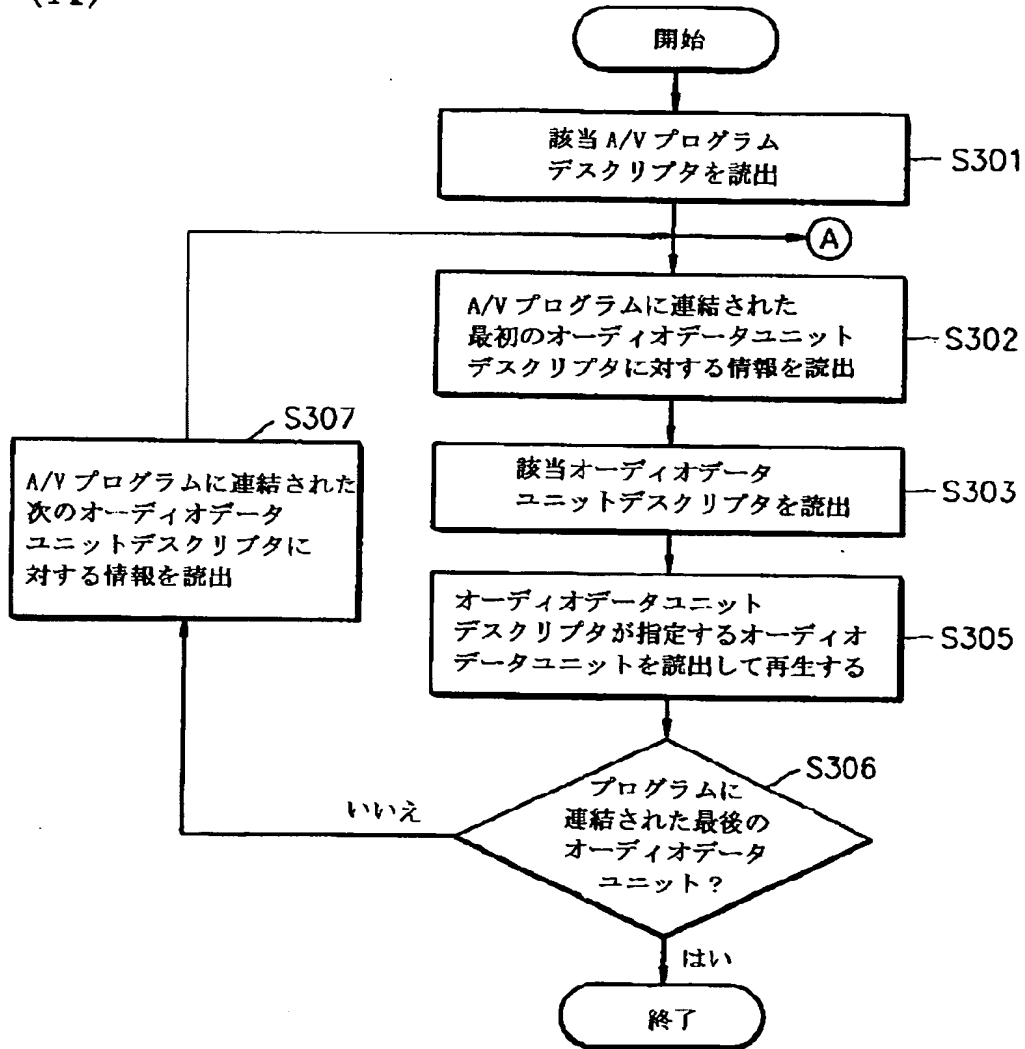 開始
該当 A/V プログラム
デスクリプタを読出
S301
A
A/V プログラムに連結された
最初のオーディオデータユニット
デスクリプタに対する情報を読出
S302
S307
A/V プログラムに連結された
次のオーディオデータ
ユニットデスクリプタに
対する情報を読出
該当オーディオデータ
ユニットデスクリプタを読出
S303
オーディオデータユニット
デスクリプタが指定するオーディオ
データユニットを読出して再生する
S305
S306
プログラムに
連結された最後の
オーディオデータ
ユニット？
いいえ
はい
終了